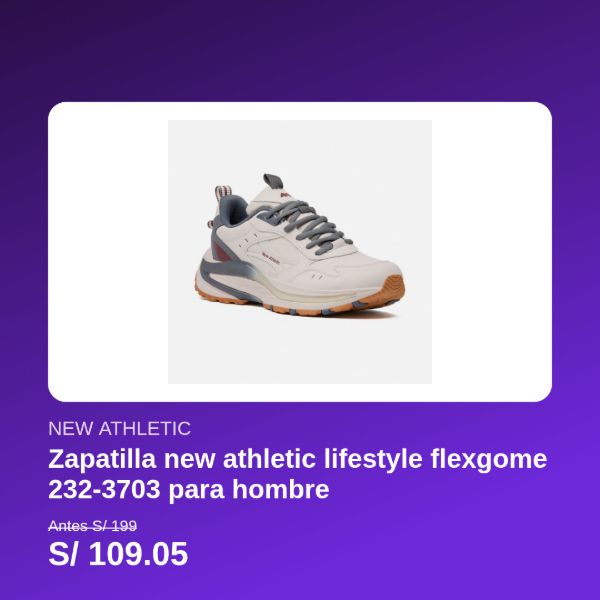 NEW ATHLETIC
Zapatilla new athletic lifestyle flexgome
232-3703 para hombre
Antes S/ 199
S/ 109.05